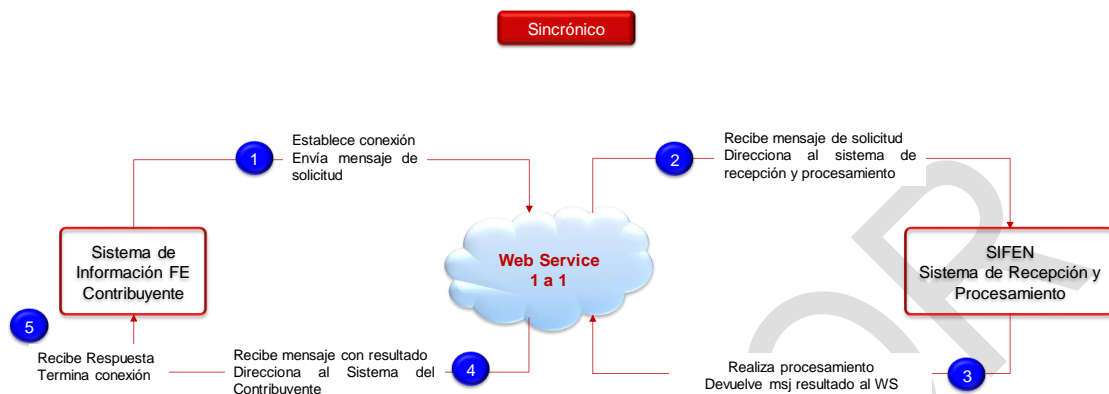 Sincrónico
1
Establece conexión
Envía mensaje de
solicitud
2
Recibe mensaje de solicitud
Direcciona al sistema de
recepción y procesamiento
Sistema de
Información FE
Contribuyente
Web Service
1 a 1
SIFEN
Sistema de Recepción y
Procesamiento
3
Realiza procesamiento
Devuelve msj resultado al WS
4
Recibe mensaje con resultado
Direcciona al Sistema del
Contribuyente
5
Recibe Respuesta
Termina conexión